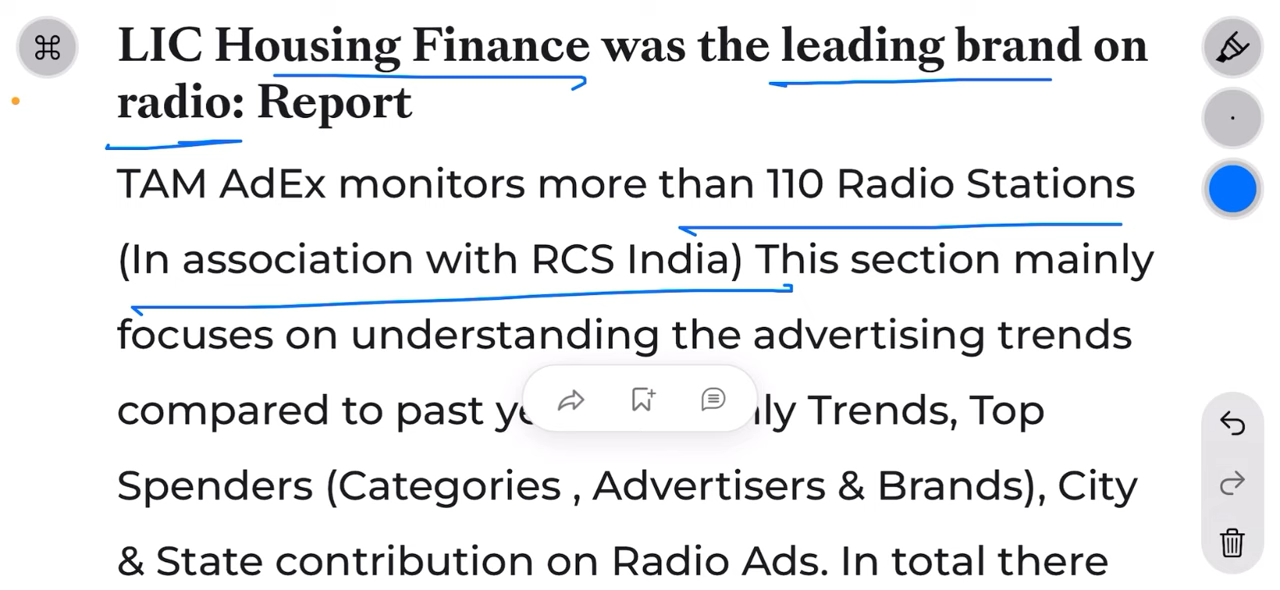 LIC Housing Finance was the leading brand on
radio: Report
TAM AdEx monitors more than 110 Radio Stations
(In association with RCS India) This section mainly
focuses on understanding the advertising trends
compared to past ly Trends, Top
Spenders (Categories , Advertisers & Brands), City
& State contribution on Radio Ads. In total there